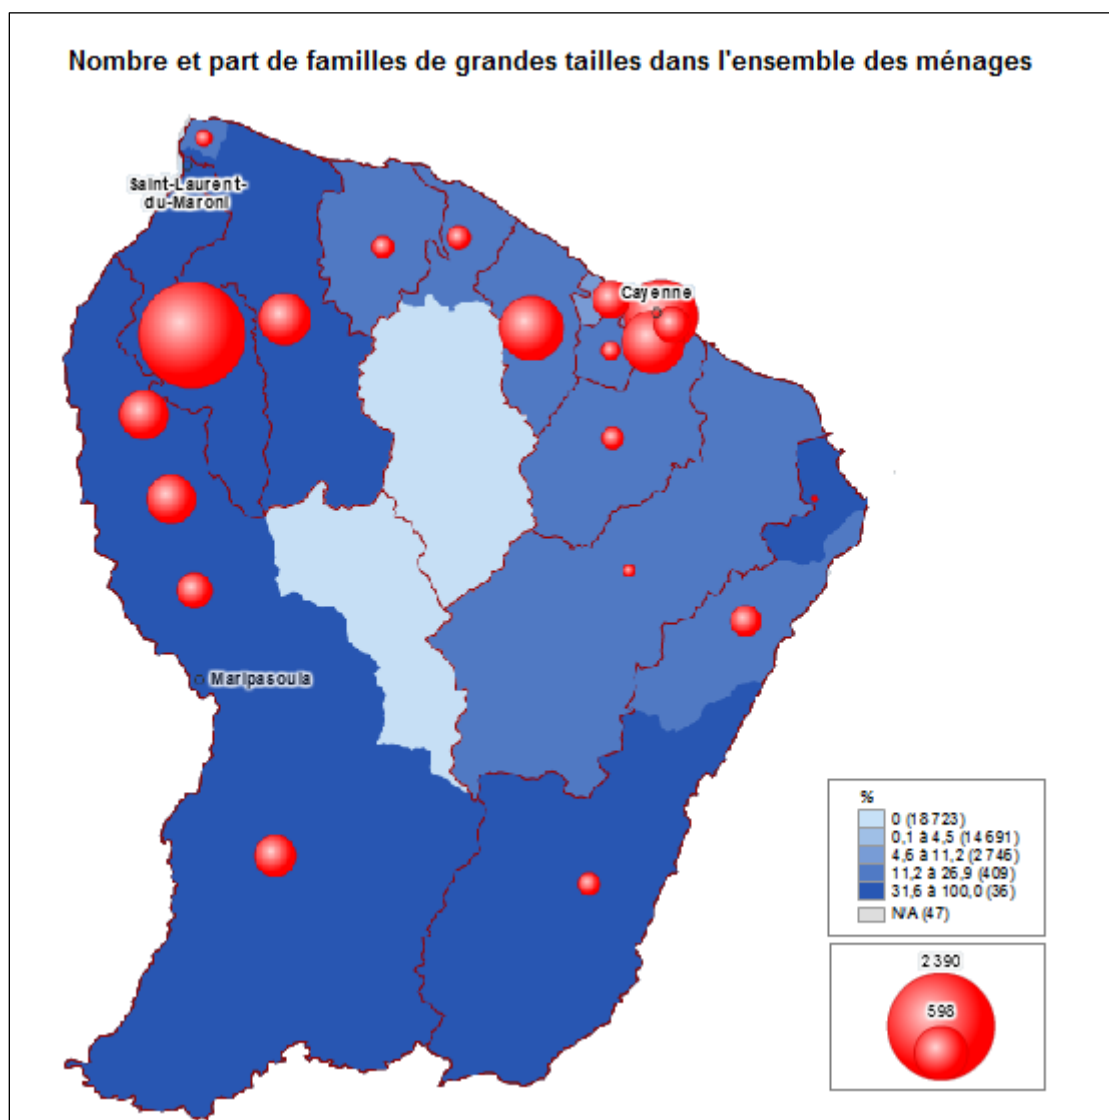 Nombre et part de familles de grandes tailles dans l'ensemble des ménages
Saint-Laurent-
du-Maroni
Cayenne
Maripasoula
%
0 (18 723)
0,1 à 4,5 (14 691)
4,6 à 11,2 (2 746)
11,2 à 26,9 (409)
31,6 à 100,0 (36)
N/A (47)
2 390
598